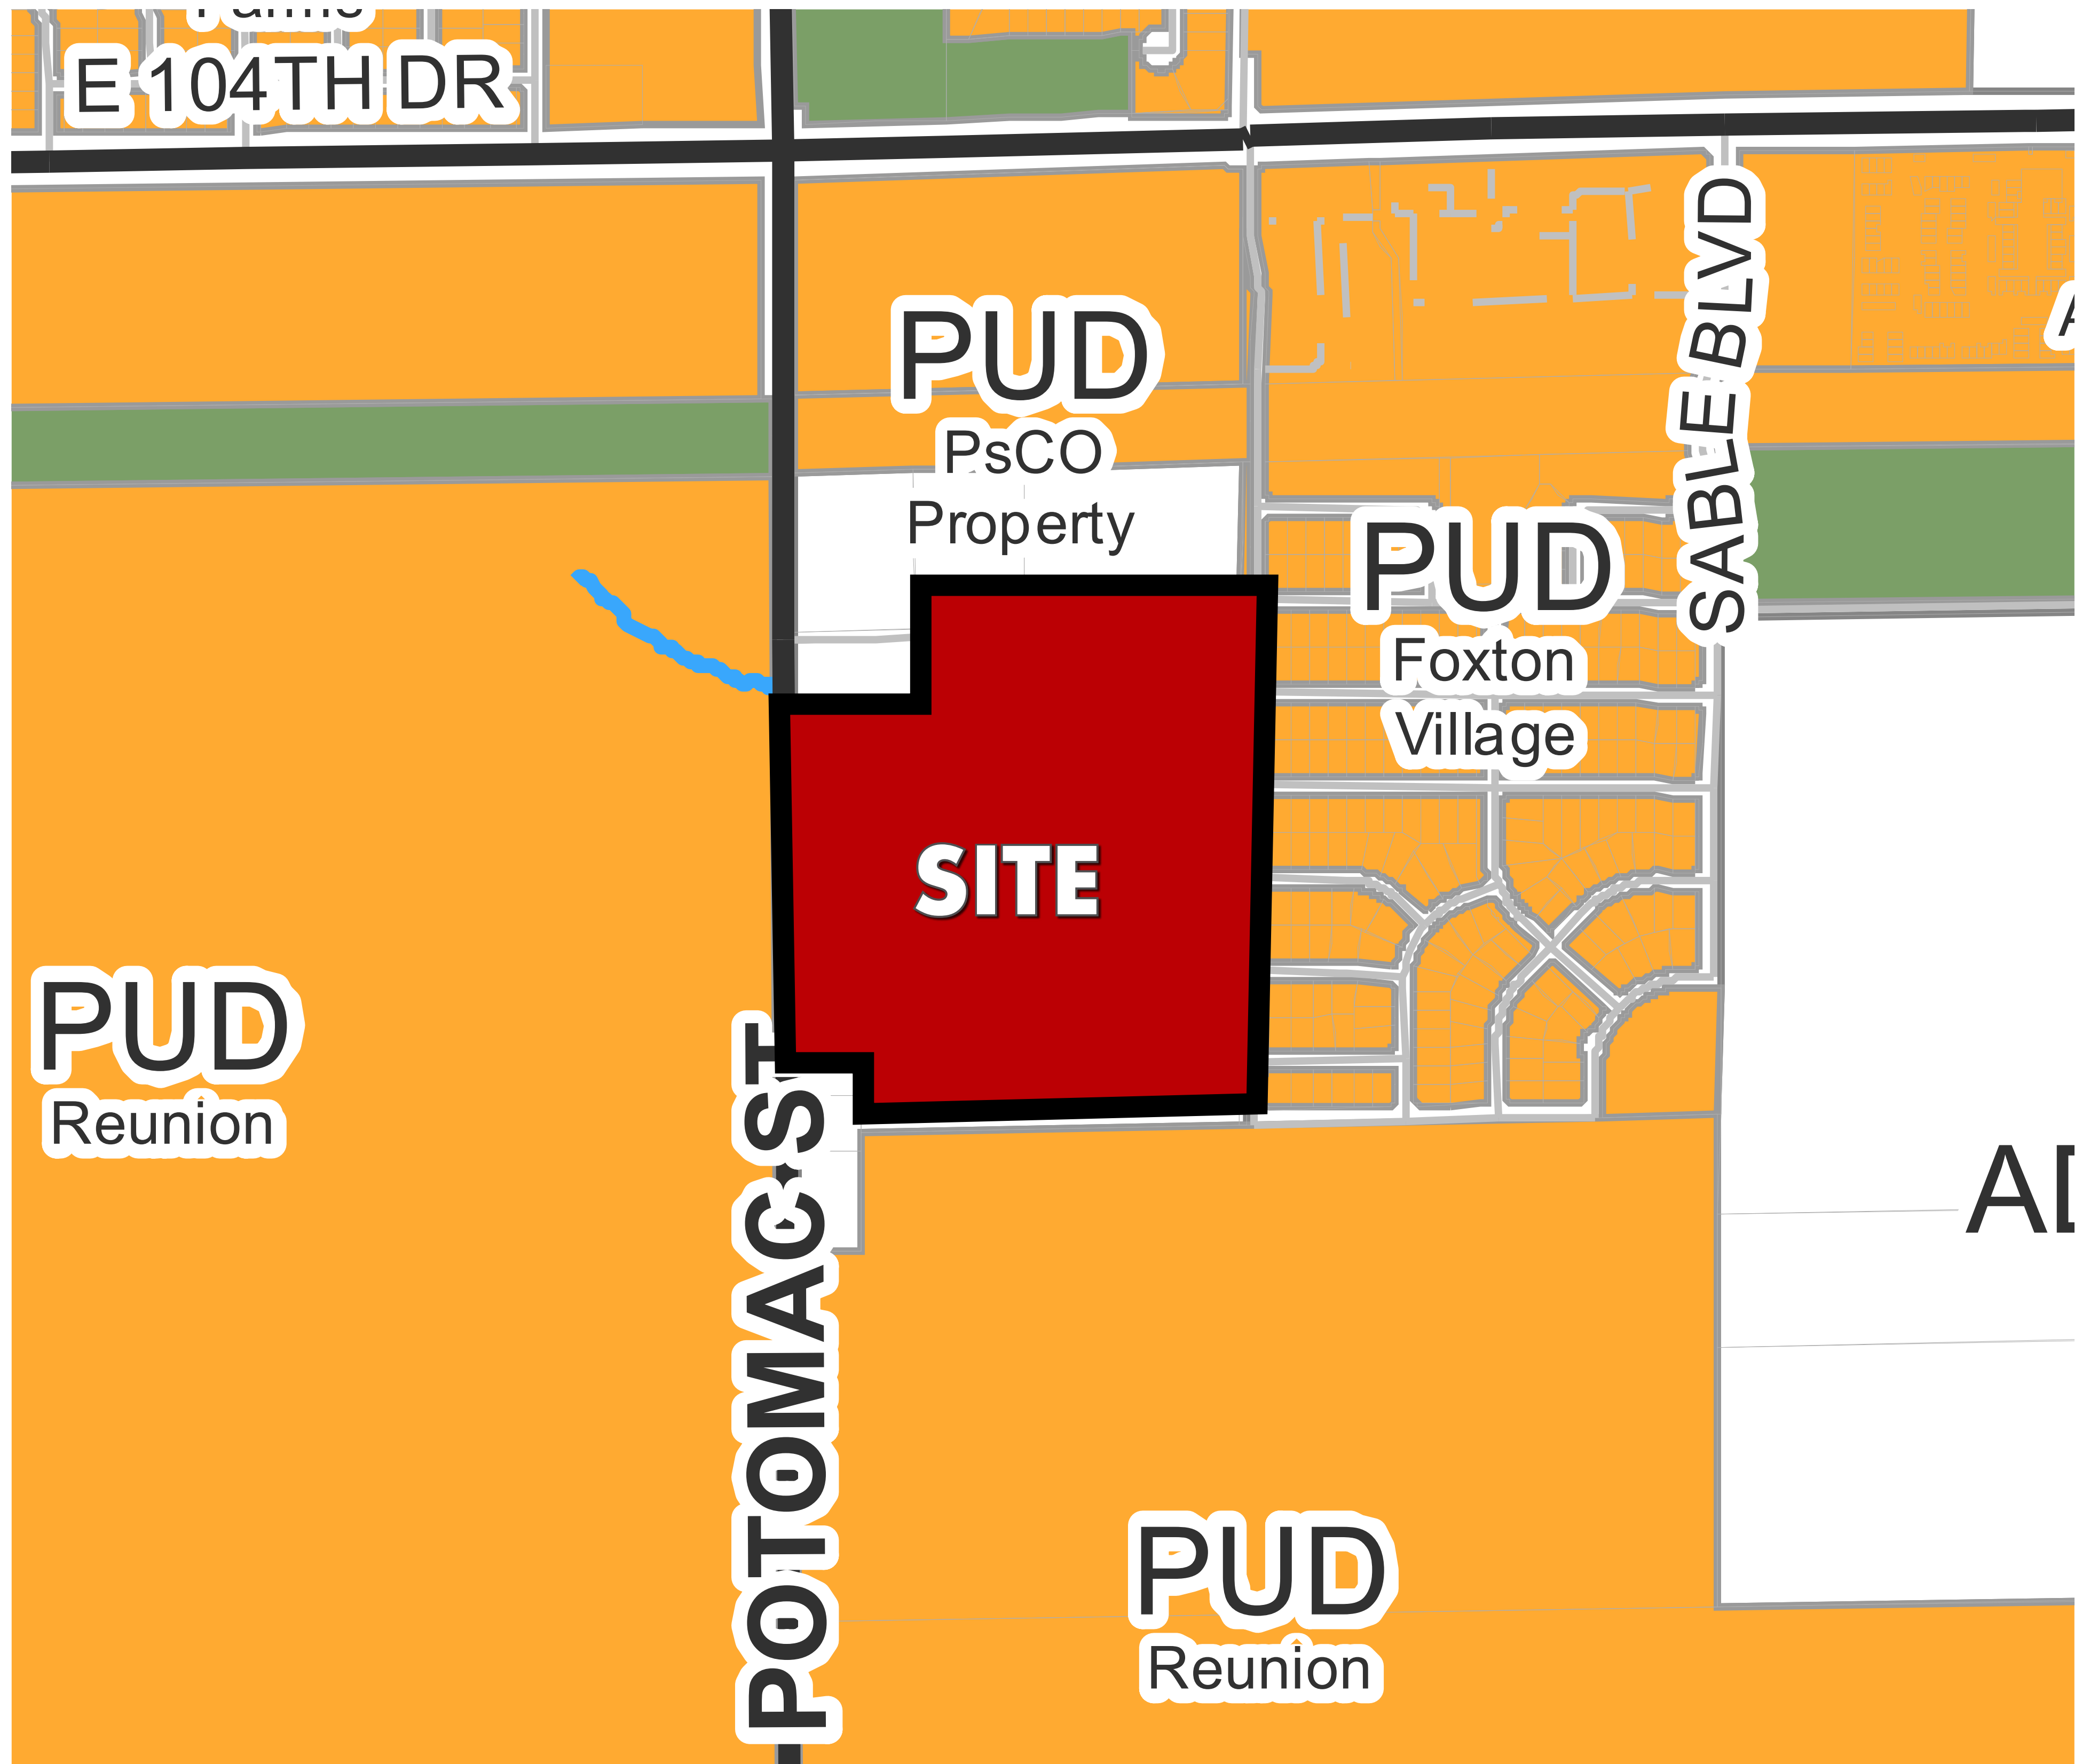 E 104TH DR
SABLE BLVD
PUD
PsCO
Property
PUD
Foxton
Village
SITE
PUD
Reunion
POTOMAC ST
PUD
Reunion